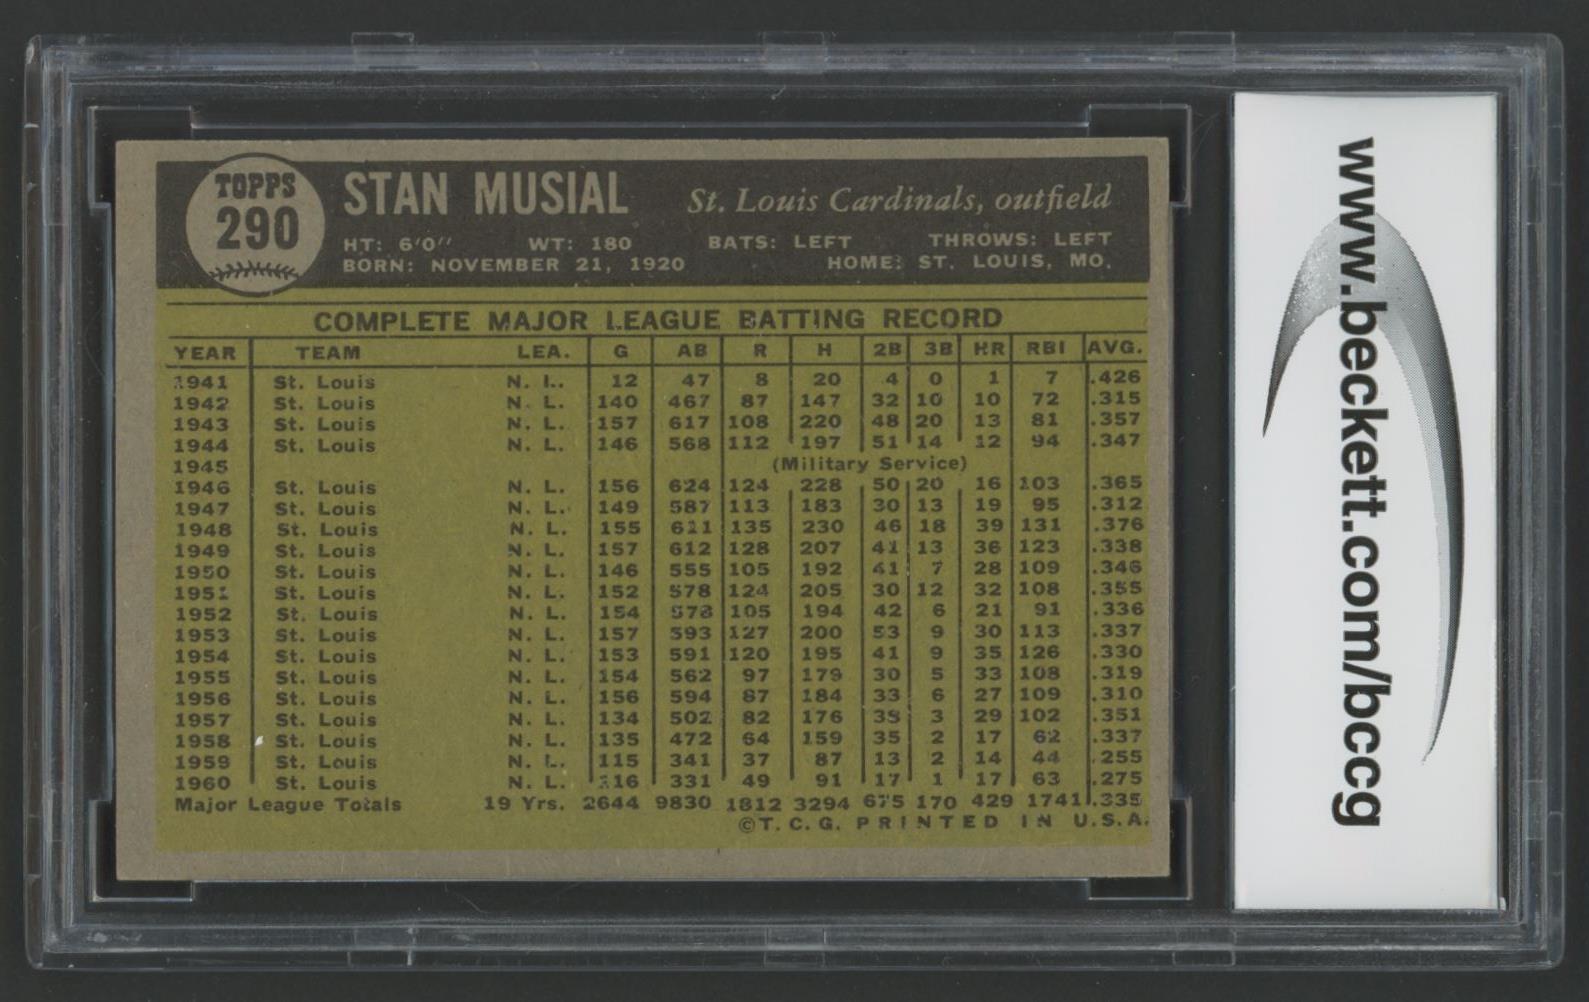 TOPPS
290
STAN MUSIAL St. Louis Cardinals, outfield
HT: 6'0" WT: 180 BATS: LEFT THROWS: LEFT
BORN: NOVEMBER 21, 1920 HOME: ST. LOUIS, MO.
COMPLETE MAJOR LEAGUE BATTING RECORD
YEAR TEAM LEA. G AB R H 2B 3B HR RBI AVG.
1941 St. Louis N. L. 12 47 8 20 4 0 1 7 .426
1942 St. Louis N. L. 140 467 87 147 32 10 10 72 .315
1943 St. Louis N. L. 157 617 108 220 48 20 13 81 .357
1944 St. Louis N. L. 146 568 112 197 51 14 12 94 .347
1945 (Military Service)
1946 St. Louis N. L. 156 624 124 228 50 20 16 103 .365
1947 St. Louis N. L. 149 587 113 183 30 13 19 95 .312
1948 St. Louis N. L. 155 611 135 230 46 18 39 131 .376
1949 St. Louis N. L. 157 612 128 207 41 13 36 123 .338
1950 St. Louis N. L. 146 555 105 192 41 7 28 109 .346
1951 St. Louis N. L. 152 578 124 205 30 12 32 108 .355
1952 St. Louis N. L. 154 578 105 194 42 6 21 91 .336
1953 St. Louis N. L. 157 593 127 200 53 9 30 113 .337
1954 St. Louis N. L. 153 591 120 195 41 9 35 126 .330
1955 St. Louis N. L. 154 562 97 179 30 5 33 108 .319
1956 St. Louis N. L. 156 594 87 184 33 6 27 109 .310
1957 St. Louis N. L. 134 502 82 176 38 3 29 102 .351
1958 St. Louis N. L. 135 472 64 159 35 2 17 62 .337
1959 St. Louis N. L. 115 341 37 87 13 2 14 44 .255
1960 St. Louis N. L. 116 331 49 91 17 1 17 63 .275
Major League Totals 19 Yrs. 2644 9830 1812 3294 675 170 429 1741 .335
©T. C. G. PRINTED IN U.S.A.
www.beckett.com/bccg